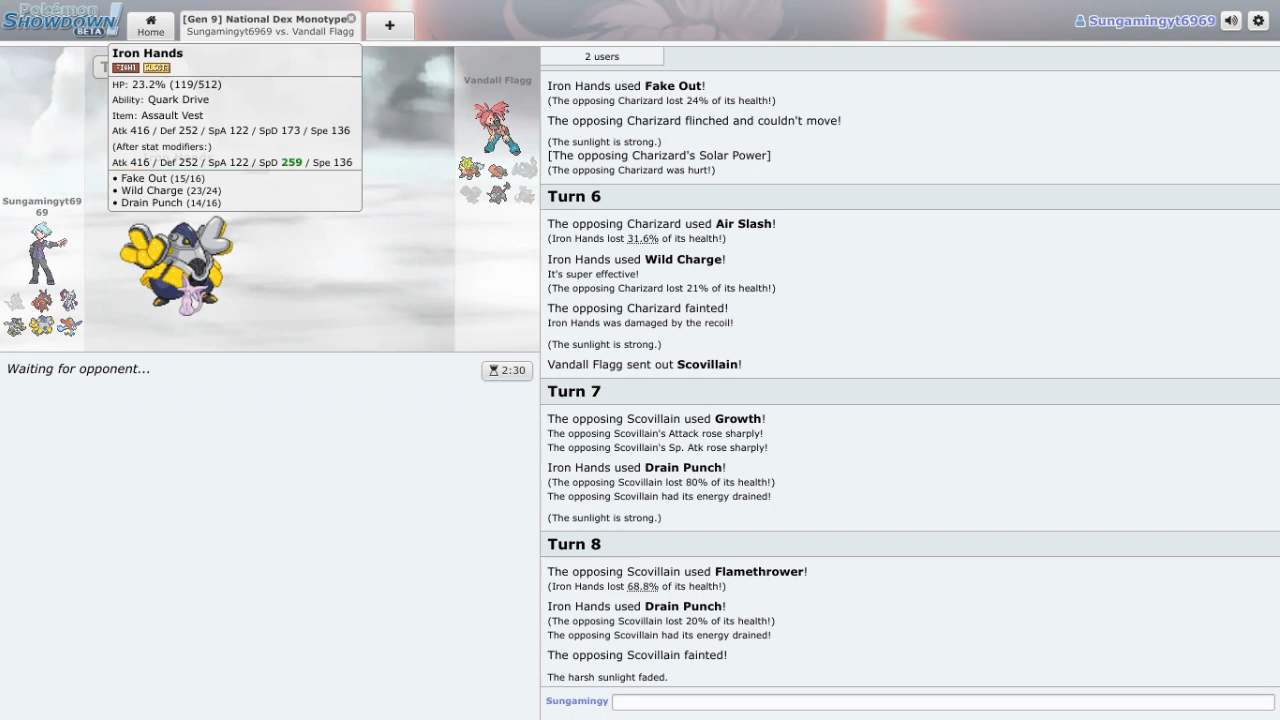 Pokémon
SHOWDOWN!
BETA
Home
[Gen 9] National Dex Monotype
Sungamingyt6969 vs. Vandall Flagg
+
Sungamingyt6969
Iron Hands
FIGHT
HP: 23.2% (119/512)
Ability: Quark Drive
Item: Assault Vest
Atk 416 / Def 252 / SpA 122 / SpD 173 / Spe 136
(After stat modifiers:)
Atk 416 / Def 252 / SpA 122 / SpD 259 / Spe 136
• Fake Out (15/16)
• Wild Charge (23/24)
• Drain Punch (14/16)
T
Sungamingyt69
69
Vandall Flagg
Waiting for opponent...
2:30
2 users
Iron Hands used Fake Out!
(The opposing Charizard lost 24% of its health!)
The opposing Charizard flinched and couldn't move!
(The sunlight is strong.)
[The opposing Charizard's Solar Power]
(The opposing Charizard was hurt!)
Turn 6
The opposing Charizard used Air Slash!
(Iron Hands lost 31.6% of its health!)
Iron Hands used Wild Charge!
It's super effective!
(The opposing Charizard lost 21% of its health!)
The opposing Charizard fainted!
Iron Hands was damaged by the recoil!
(The sunlight is strong.)
Vandall Flagg sent out Scovillain!
Turn 7
The opposing Scovillain used Growth!
The opposing Scovillain's Attack rose sharply!
The opposing Scovillain's Sp. Atk rose sharply!
Iron Hands used Drain Punch!
(The opposing Scovillain lost 80% of its health!)
The opposing Scovillain had its energy drained!
(The sunlight is strong.)
Turn 8
The opposing Scovillain used Flamethrower!
(Iron Hands lost 68.8% of its health!)
Iron Hands used Drain Punch!
(The opposing Scovillain lost 20% of its health!)
The opposing Scovillain had its energy drained!
The opposing Scovillain fainted!
The harsh sunlight faded.
Sungamingy